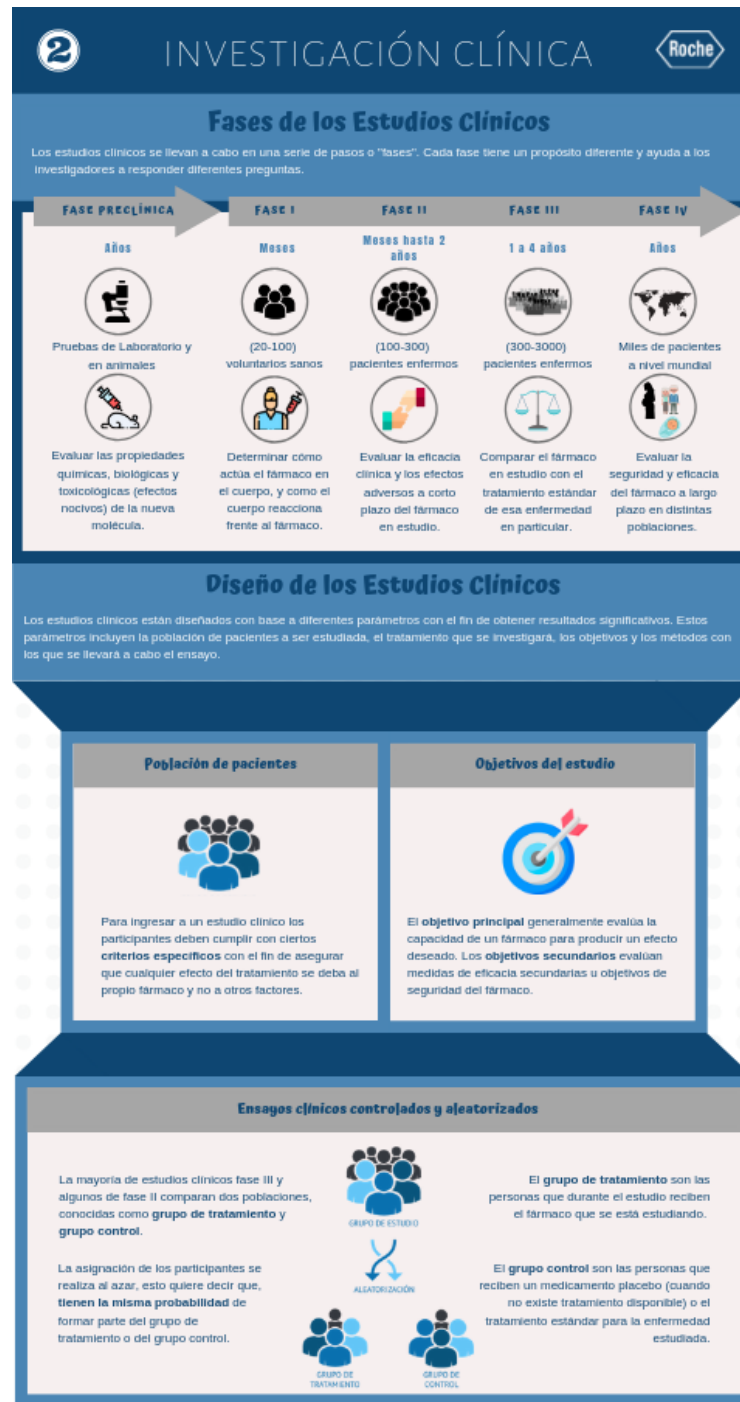 2
INVESTIGACIÓN CLÍNICA
Roche
Fases de los Estudios Clínicos
Los estudios clínicos se llevan a cabo en una serie de pasos o "fases". Cada fase tiene un propósito diferente y ayuda a los
investigadores a responder diferentes preguntas.
FASE PRECLÍNICA
Años
Pruebas de Laboratorio y
en animales
Evaluar las propiedades
químicas, biológicas y
toxicológicas (efectos
nocivos) de la nueva
molécula.
FASE I
Meses
(20-100)
voluntarios sanos
Determinar cómo
actúa el fármaco en
el cuerpo, y como el
cuerpo reacciona
frente al fármaco.
FASE II
Meses hasta 2
años
(100-300)
pacientes enfermos
Evaluar la eficacia
clínica y los efectos
adversos a corto
plazo del fármaco
en estudio.
FASE III
1 a 4 años
(300-3000)
pacientes enfermos
Comparar el fármaco
en estudio con el
tratamiento estándar
de esa enfermedad
en particular.
FASE IV
Años
Miles de pacientes
a nivel mundial
Evaluar la
seguridad y eficacia
del fármaco a largo
plazo en distintas
poblaciones.
Diseño de los Estudios Clínicos
Los estudios clínicos están diseñados con base a diferentes parámetros con el fin de obtener resultados significativos. Estos
parámetros incluyen la población de pacientes a ser estudiada, el tratamiento que se investigará, los objetivos y los métodos con
los que se llevará a cabo el ensayo.
Población de pacientes
Para ingresar a un estudio clínico los
participantes deben cumplir con ciertos
criterios específicos con el fin de asegurar
que cualquier efecto del tratamiento se deba al
propio fármaco y no a otros factores.
Objetivos del estudio
El objetivo principal generalmente evalúa la
capacidad de un fármaco para producir un efecto
deseado. Los objetivos secundarios evalúan
medidas de eficacia secundarias u objetivos de
seguridad del fármaco.
Ensayos clínicos controlados y aleatorizados
La mayoría de estudios clínicos fase III y
algunos de fase II comparan dos poblaciones,
conocidas como grupo de tratamiento y
grupo control.
La asignación de los participantes se
realiza al azar, esto quiere decir que,
tienen la misma probabilidad de
formar parte del grupo de
tratamiento o del grupo control.
GRUPO DE ESTUDIO
ALEATORIZACIÓN
GRUPO DE
TRATAMIENTO
GRUPO DE
CONTROL
El grupo de tratamiento son las
personas que durante el estudio reciben
el fármaco que se está estudiando.
El grupo control son las personas que
reciben un medicamento placebo (cuando
no existe tratamiento disponible) o el
tratamiento estándar para la enfermedad
estudiada.